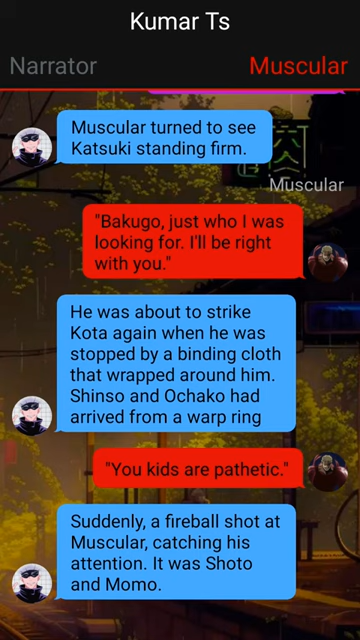 Kumar Ts
Narrator
Muscular
Muscular turned to see
Katsuki standing firm.
Muscular
"Bakugo, just who I was
looking for. I'll be right
with you."
He was about to strike
Kota again when he was
stopped by a binding cloth
that wrapped around him.
Shinso and Ochako had
arrived from a warp ring
"You kids are pathetic."
Suddenly, a fireball shot at
Muscular, catching his
attention. It was Shoto
and Momo.